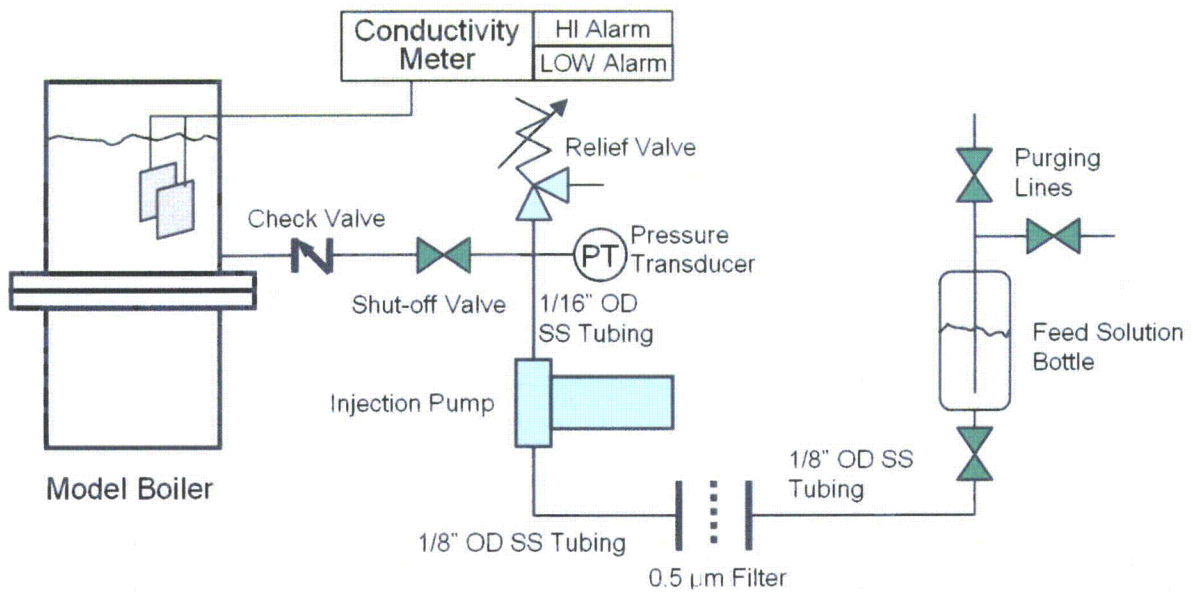 Conductivity
Meter
HI Alarm
LOW Alarm
Relief Valve
Purging
Lines
Check Valve
PT
Pressure
Transducer
Shut-off Valve
1/16" OD
SS Tubing
Feed Solution
Bottle
Injection Pump
Model Boiler
1/8" OD SS
Tubing
1/8" OD SS Tubing
0.5 μm Filter